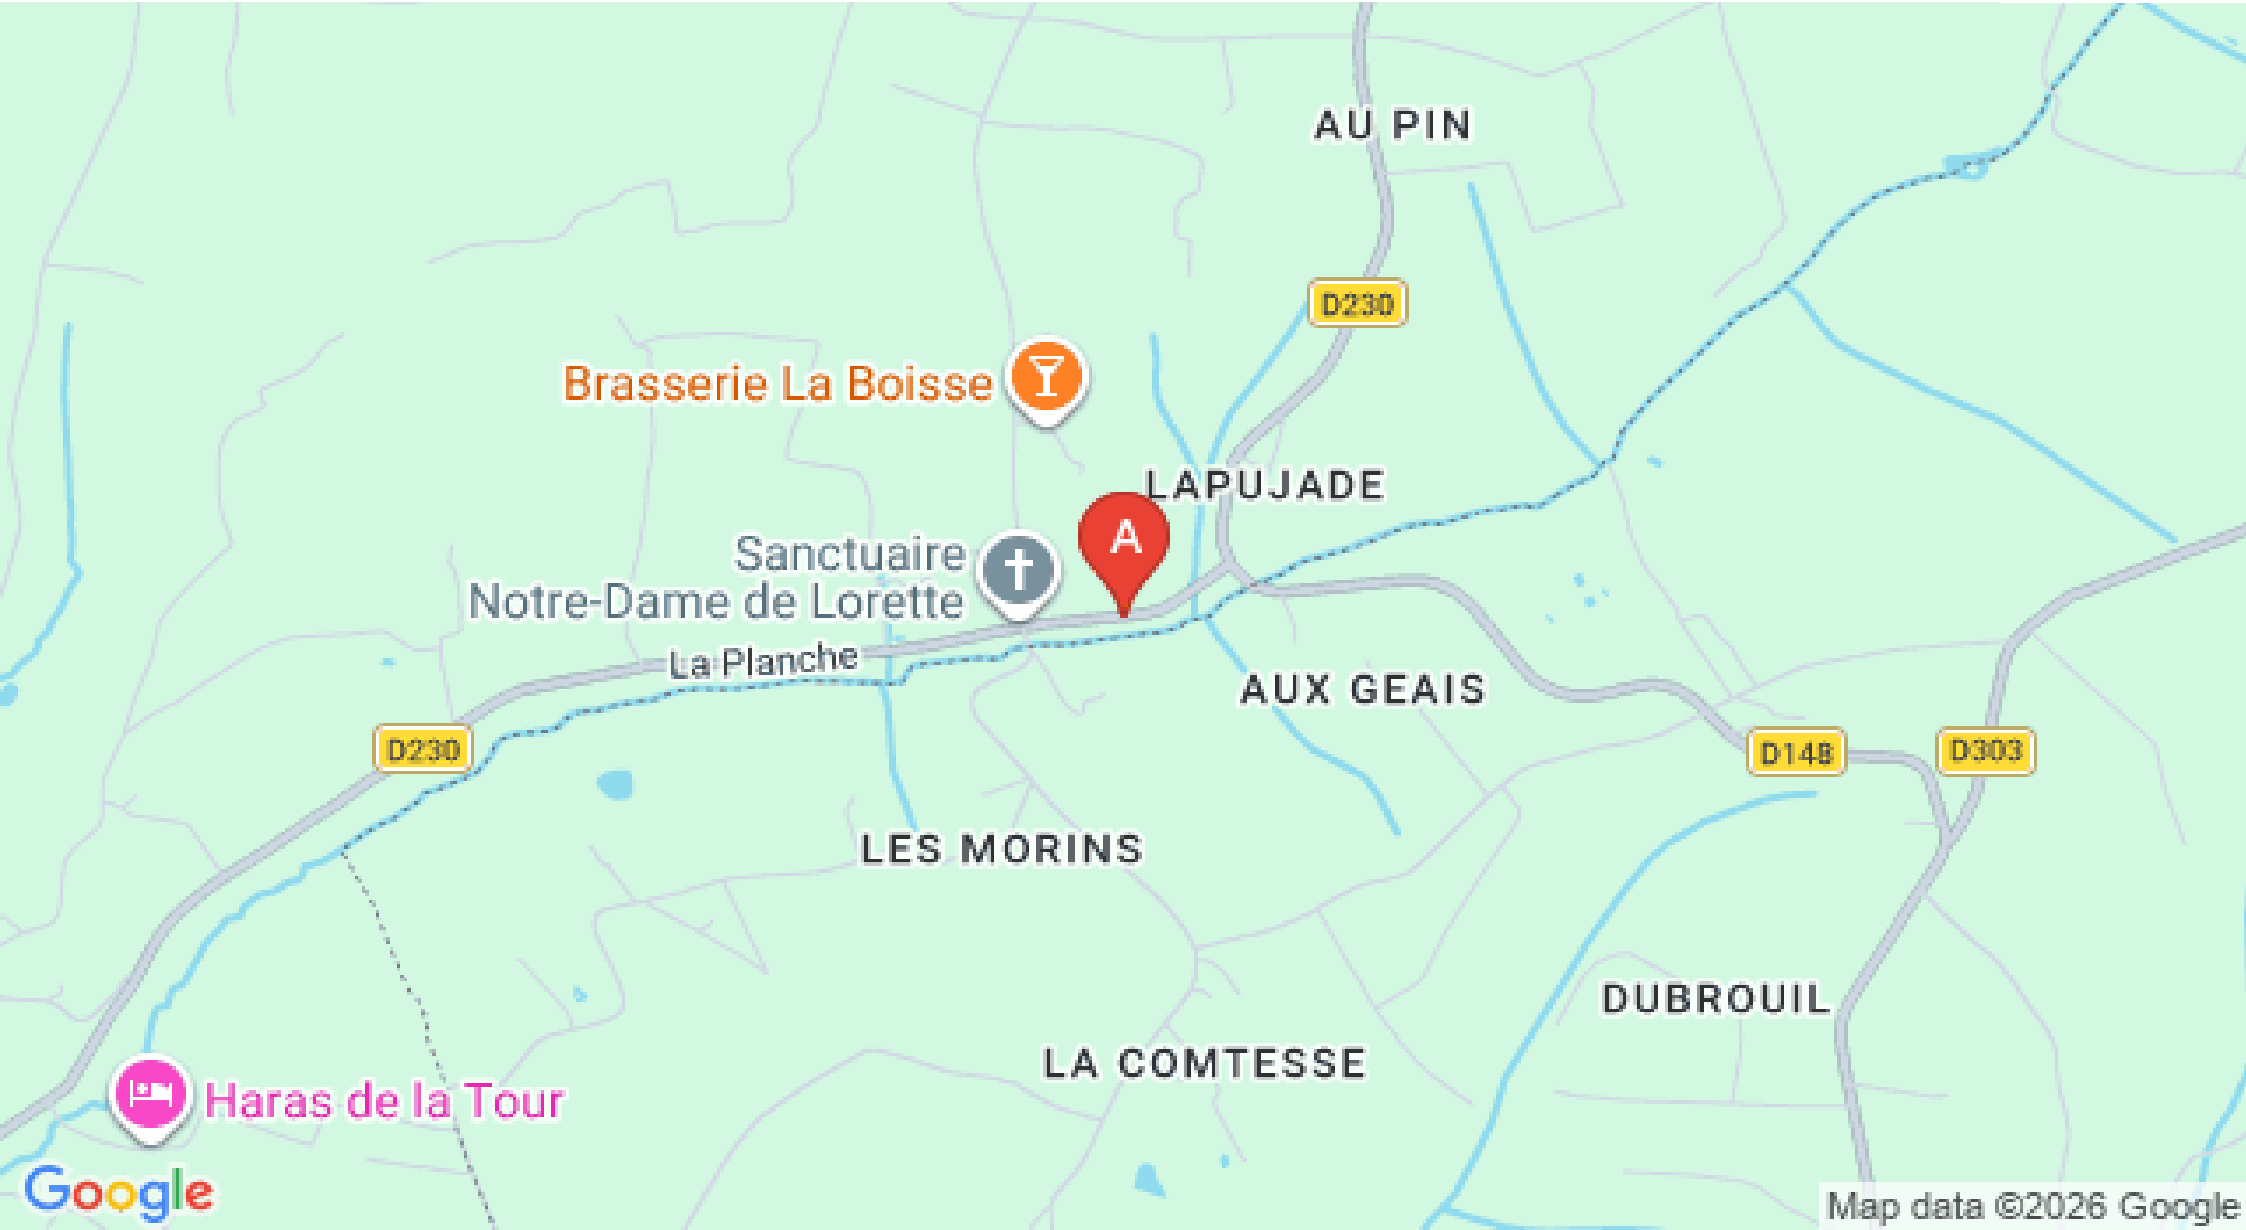 AU PIN
D230
Brasserie La Boisse
LAPUJADE
A
Sanctuaire
Notre-Dame de Lorette
La Planche
AUX GEAIS
D230
D148
D303
LES MORINS
DUBROUIL
LA COMTESSE
Haras de la Tour
Google
Map data ©2026 Google